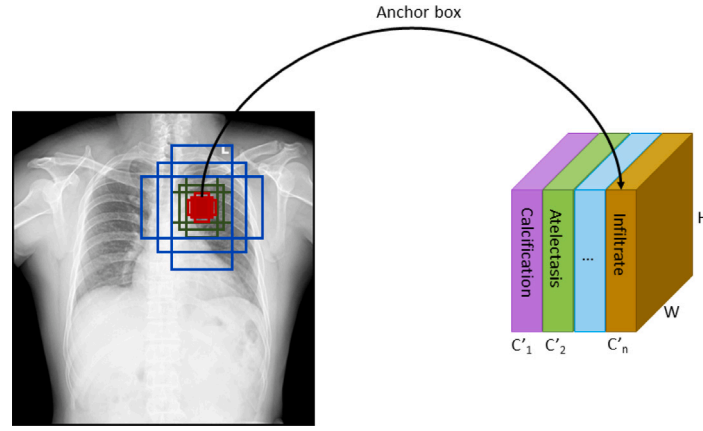 Anchor box
L
Calcification
Atelectasis
...
Infiltrate
H
W
C'₁
C'₂
C'ₙ